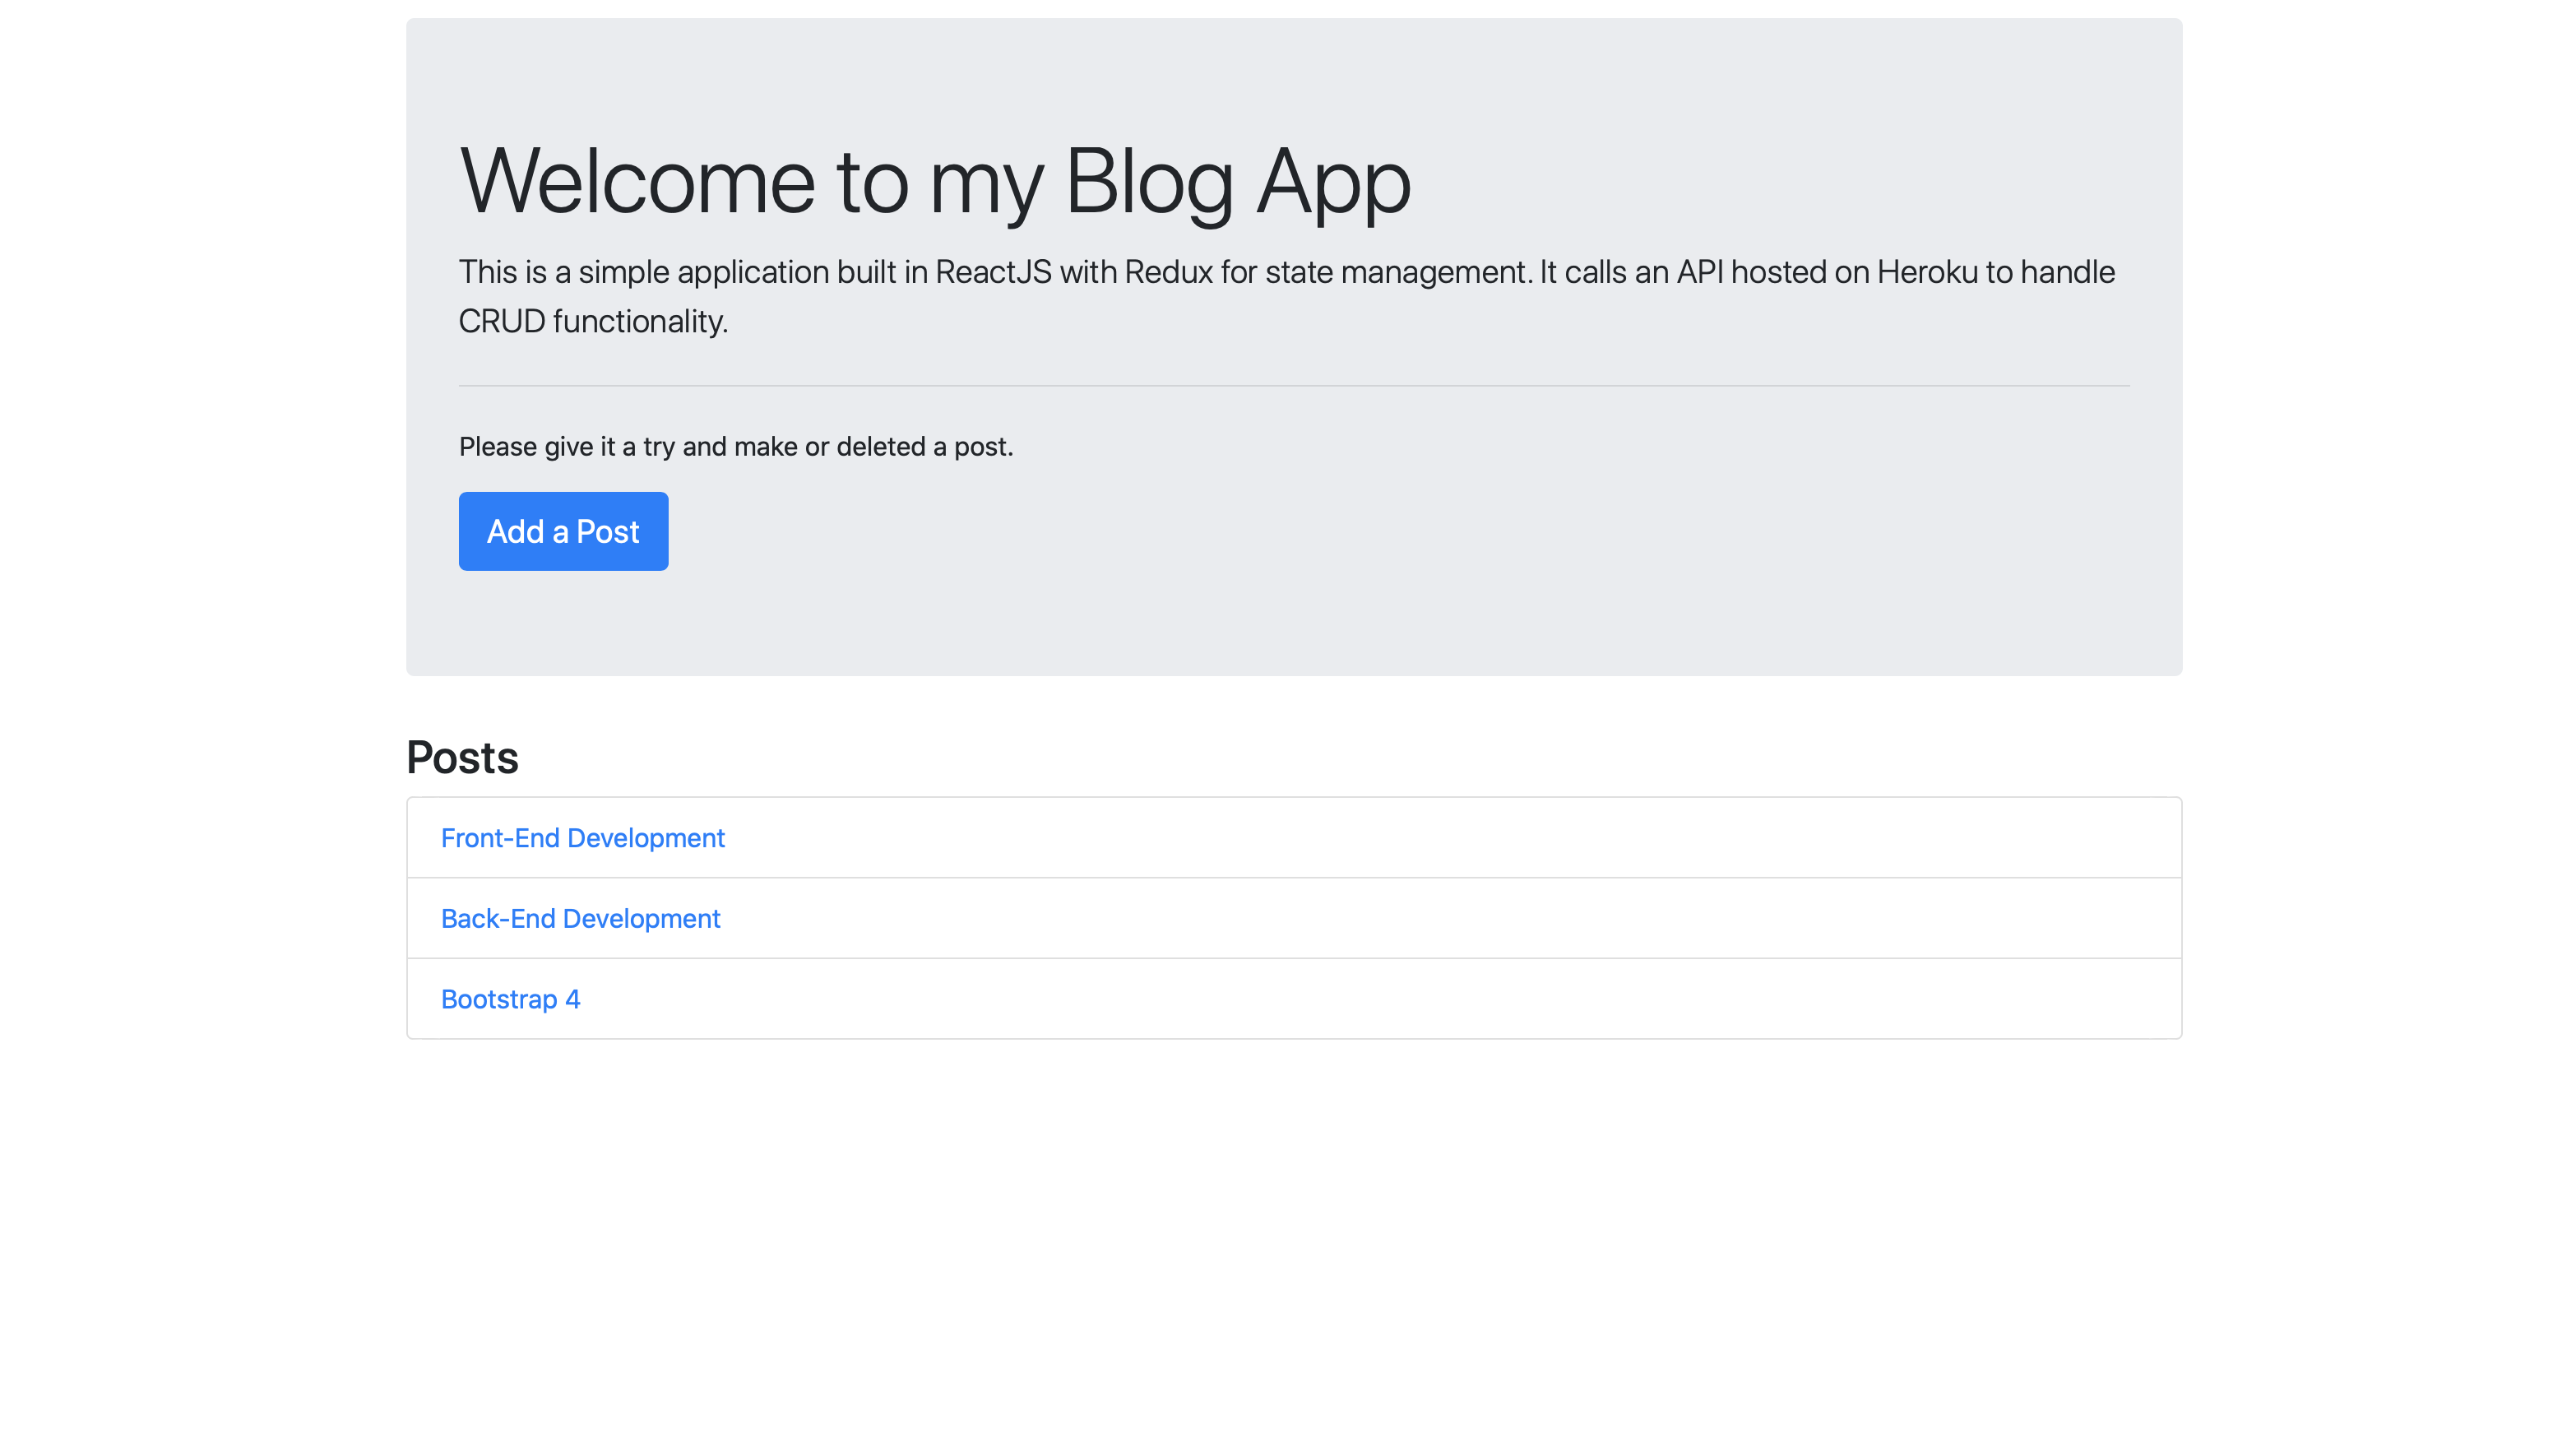 Welcome to my Blog App
This is a simple application built in ReactJS with Redux for state management. It calls an API hosted on Heroku to handle
CRUD functionality.
Please give it a try and make or deleted a post.
Add a Post
Posts
Front-End Development
Back-End Development
Bootstrap 4